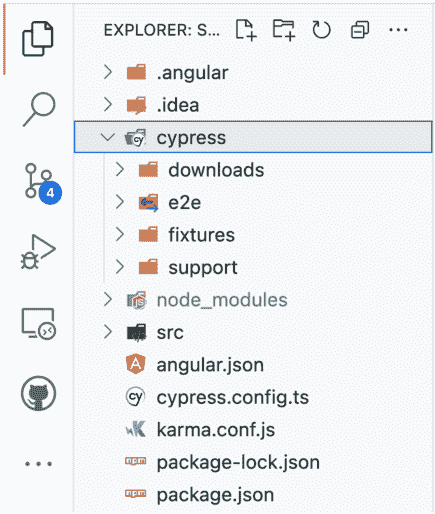 EXPLORER: S...
.angular
.idea
cypress
downloads
4
e2e
fixtures
support
node_modules
src
angular.json
cy cypress.config.ts
karma.conf.js
package-lock.json
package.json